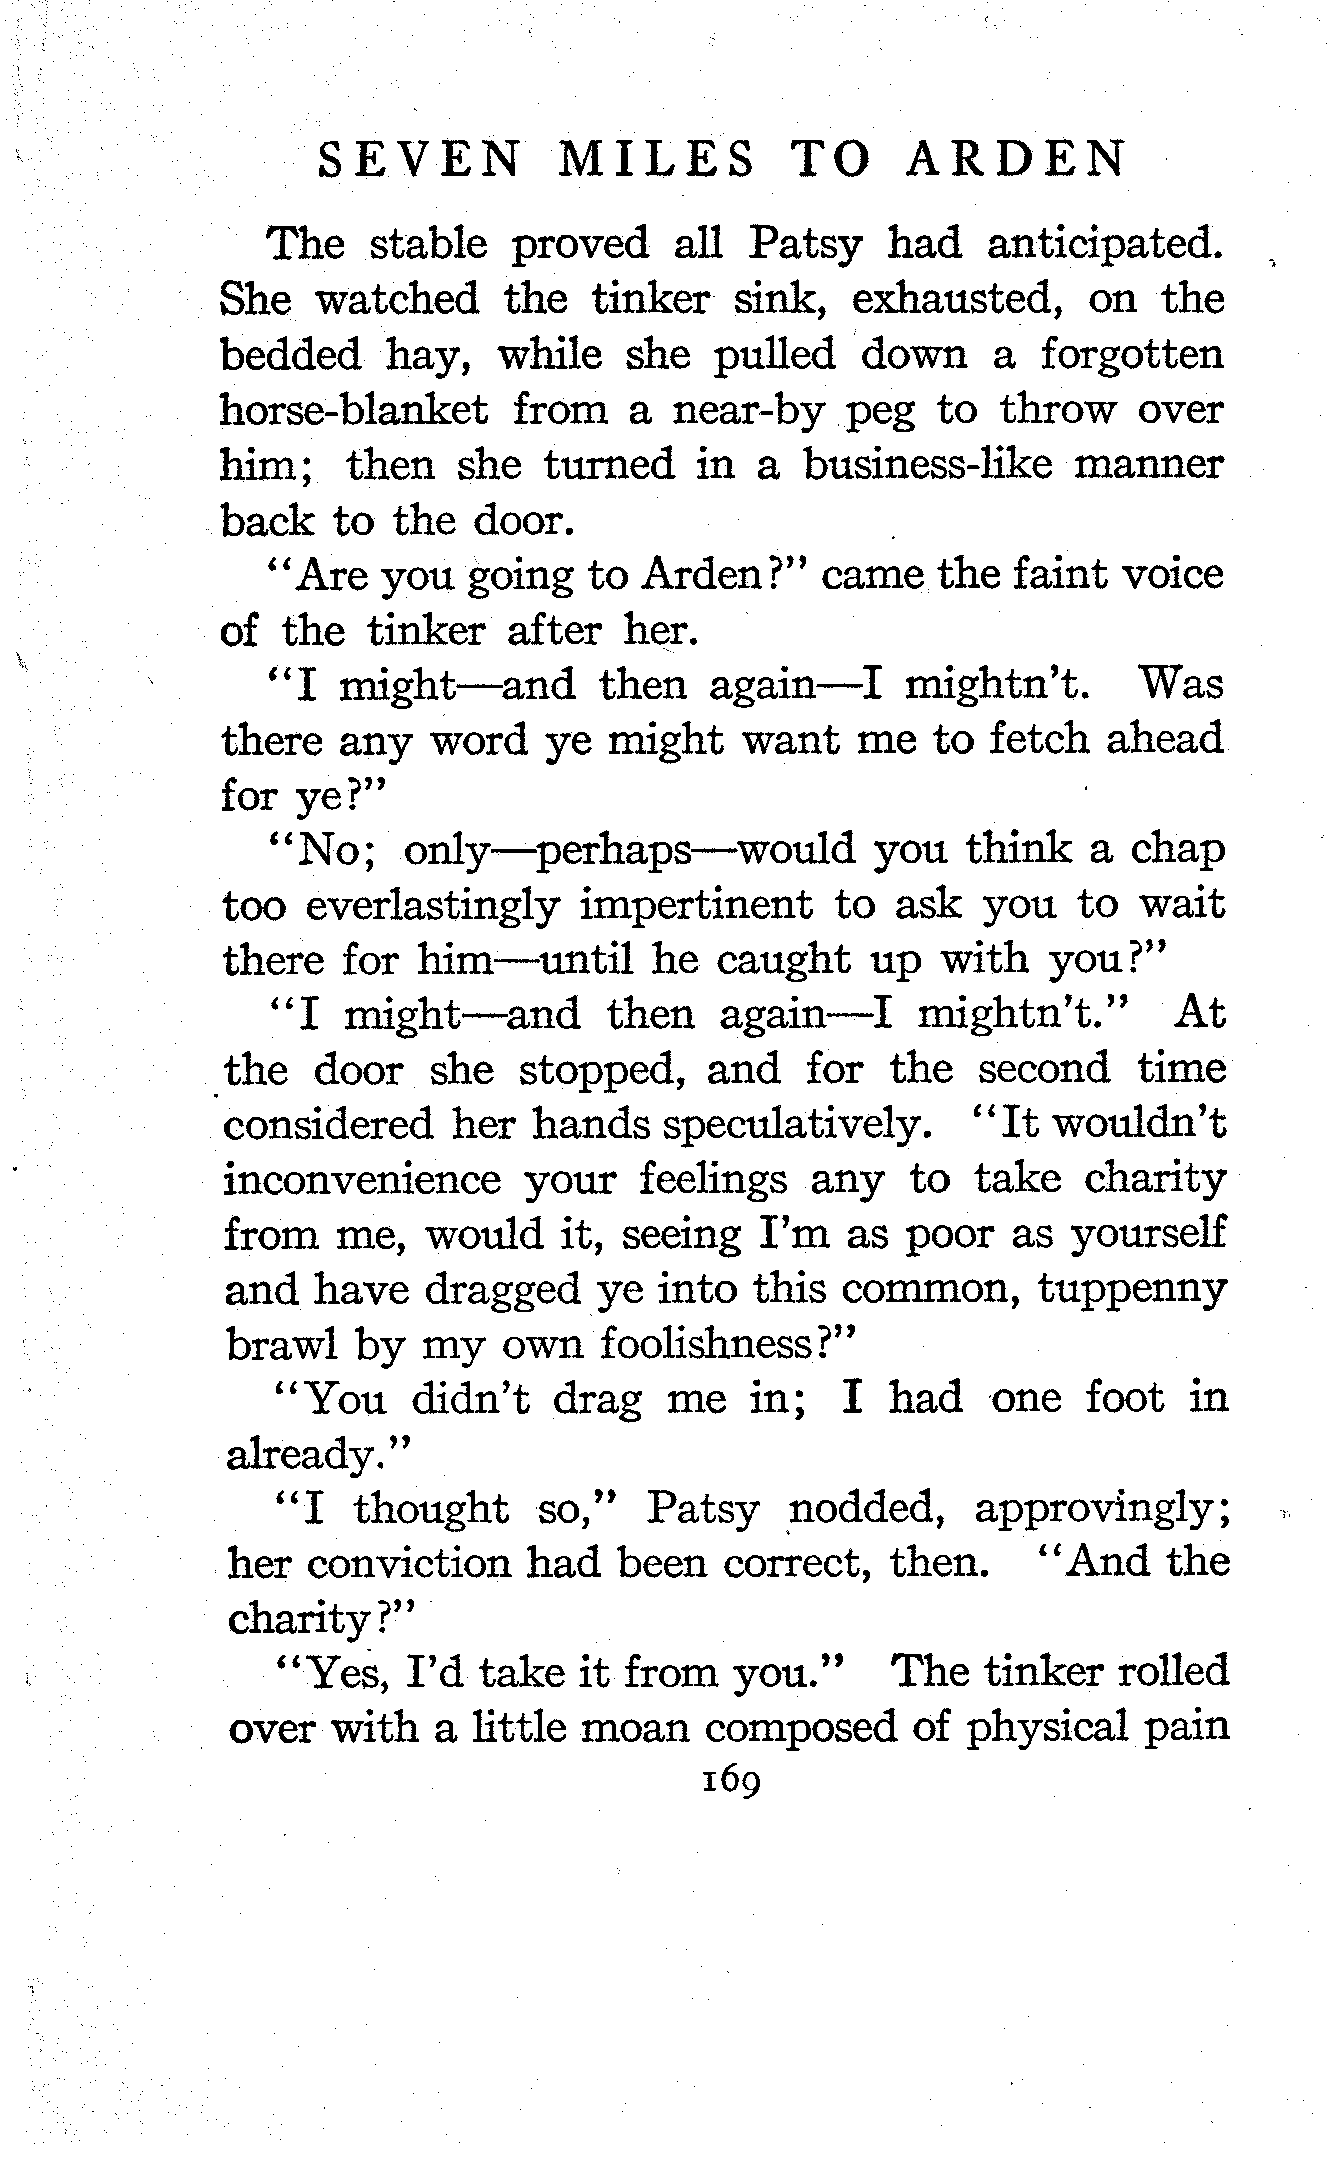 SEVEN MILES TO ARDEN
The stable proved all Patsy had anticipated.
She watched the tinker sink, exhausted, on the
bedded hay, while she pulled down a forgotten
horse-blanket from a near-by peg to throw over
him; then she turned in a business-like manner
back to the door.
"Are you going to Arden?" came the faint voice
of the tinker after her.
"I might—and then again—I mightn't. Was
there any word ye might want me to fetch ahead
for ye?"
"No; only—perhaps—would you think a chap
too everlastingly impertinent to ask you to wait
there for him—until he caught up with you?"
"I might—and then again—I mightn't." At
the door she stopped, and for the second time
considered her hands speculatively. "It wouldn't
inconvenience your feelings any to take charity
from me, would it, seeing I'm as poor as yourself
and have dragged ye into this common, tuppenny
brawl by my own foolishness?"
"You didn't drag me in; I had one foot in
already."
"I thought so," Patsy nodded, approvingly;
her conviction had been correct, then. "And the
charity?"
"Yes, I'd take it from you." The tinker rolled
over with a little moan composed of physical pain
169